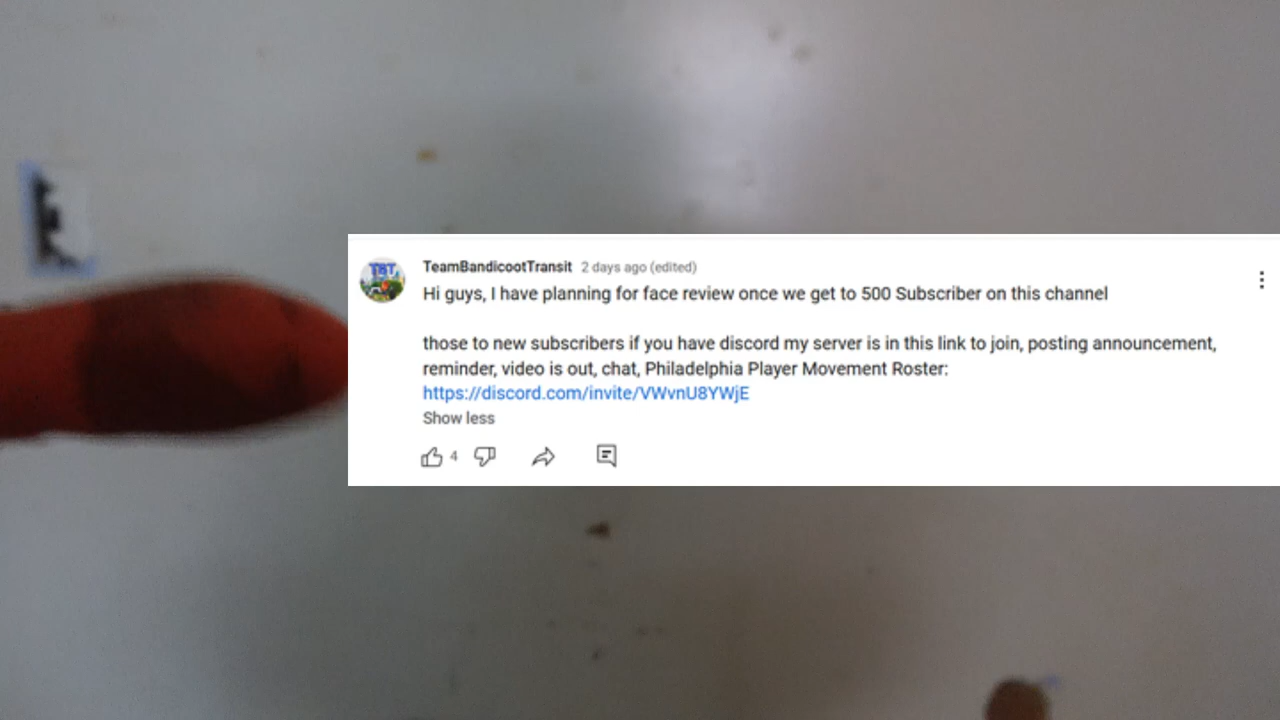 TBT
TeamBandicootTransit 2 days ago (edited)
Hi guys, I have planning for face review once we get to 500 Subscriber on this channel
those to new subscribers if you have discord my server is in this link to join, posting announcement,
reminder, video is out, chat, Philadelphia Player Movement Roster:
https://discord.com/invite/VWvnU8YWjE
Show less
4